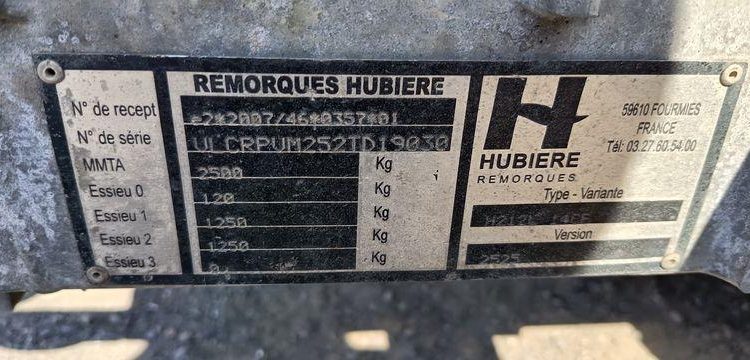 REMORQUES HUBIERE
N° de recept e2*2007/46*0357*01
N° de série
MMTA 2500 Kg
Essieu 0 120 Kg
Essieu 1 1250 Kg
Essieu 2 1250 Kg
Essieu 3 0 Kg
H
HUBIERE
REMORQUES
59610 FOURMIES
FRANCE
Tél: 03.27.60.54.00
Type - Variante
Version
2525